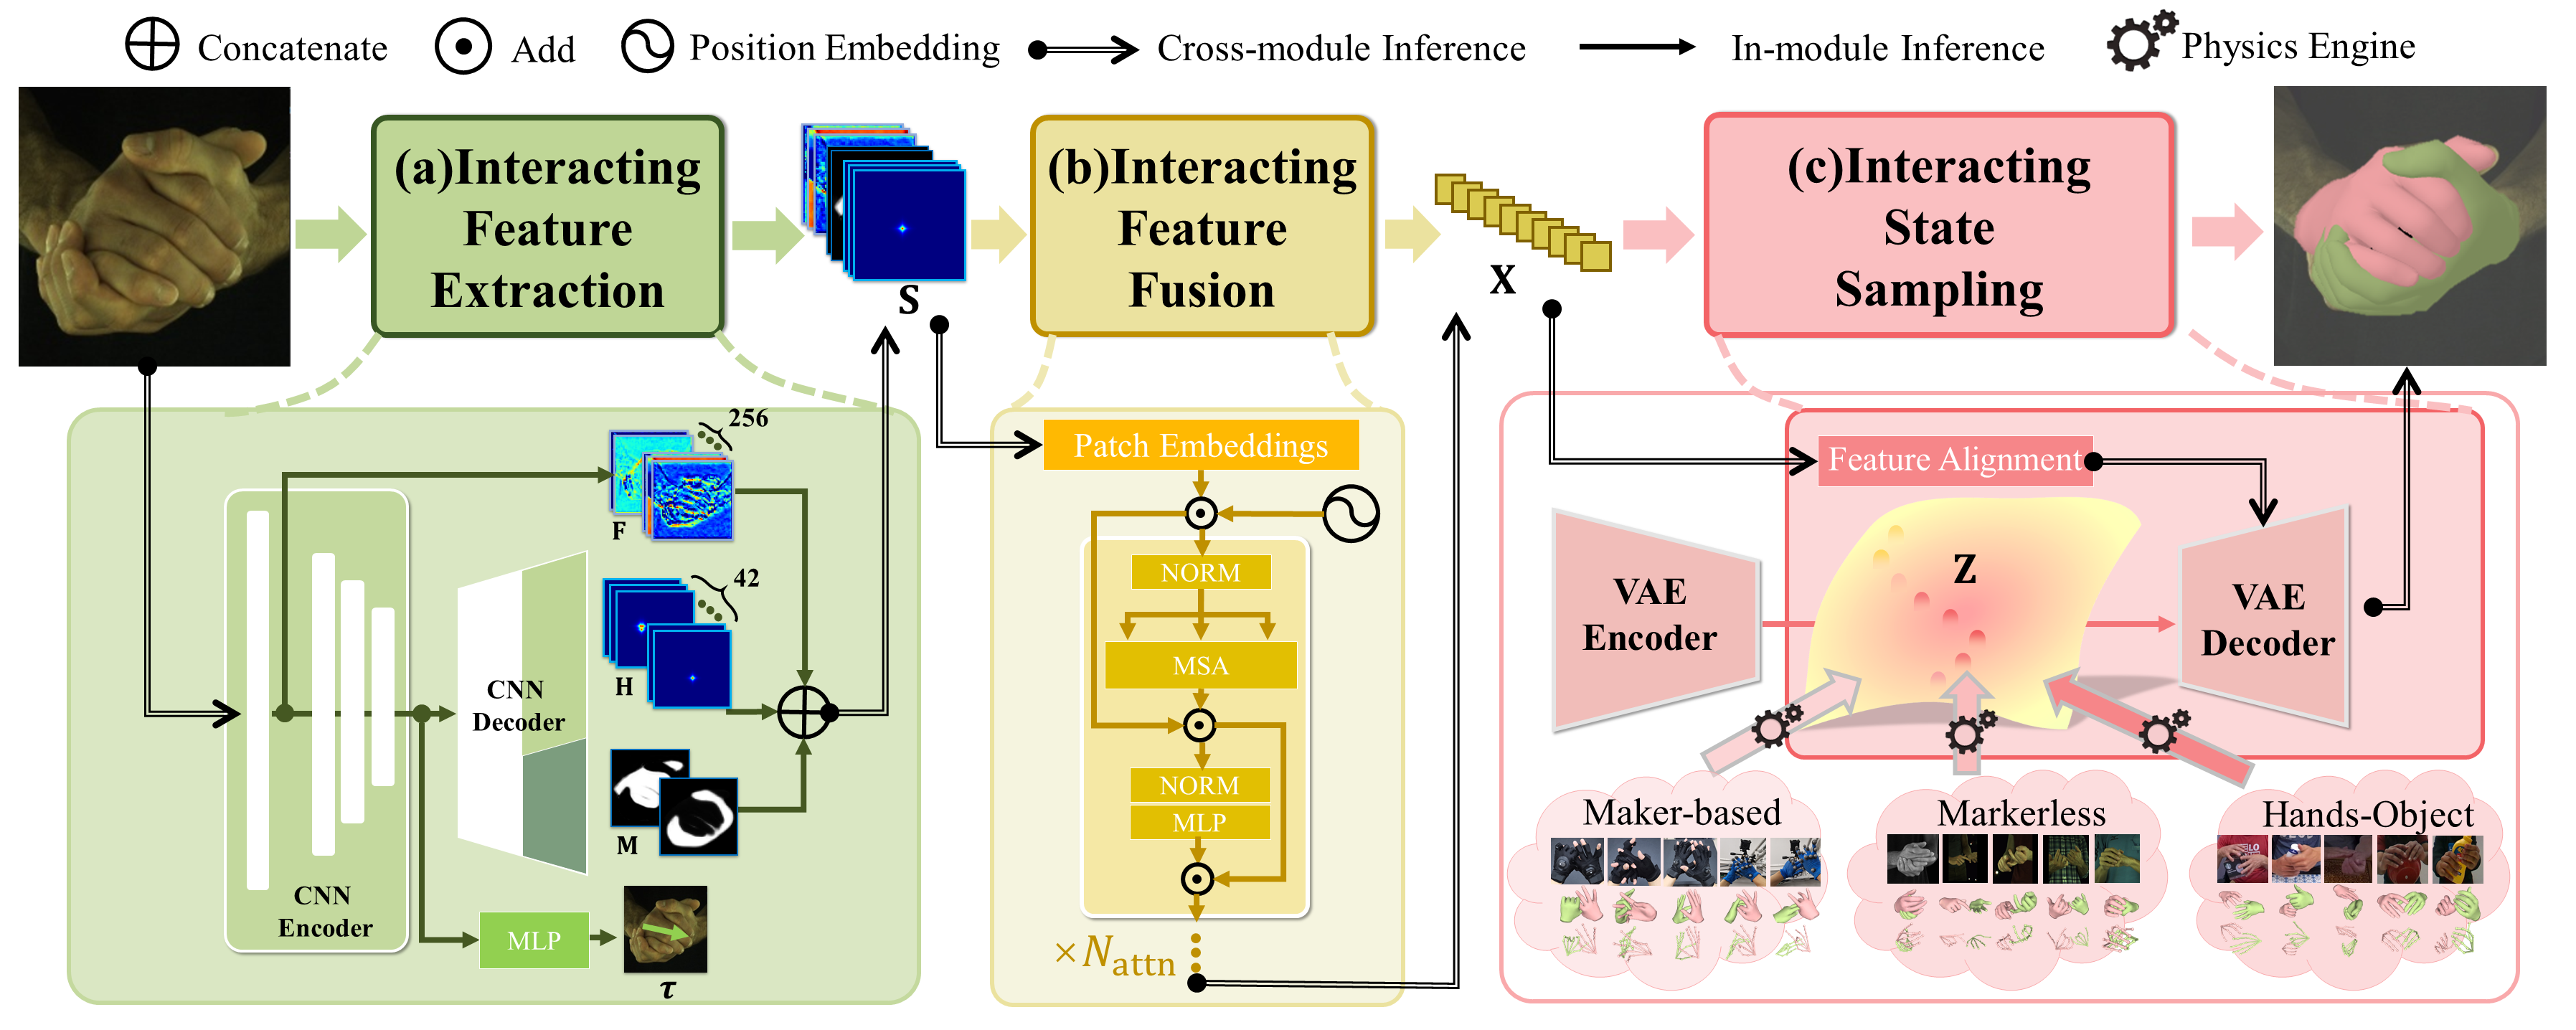 Concatenate
Add
Position Embedding
Cross-module Inference
In-module Inference
Physics Engine
(a)Interacting
Feature
Extraction
S
(b)Interacting
Feature
Fusion
X
(c)Interacting
State
Sampling
256
F
42
H
M
CNN
Decoder
CNN
Encoder
MLP
τ
Patch Embeddings
NORM
MSA
NORM
MLP
×Nattn
Feature Alignment
VAE
Encoder
Z
VAE
Decoder
Maker-based
Markerless
Hands-Object